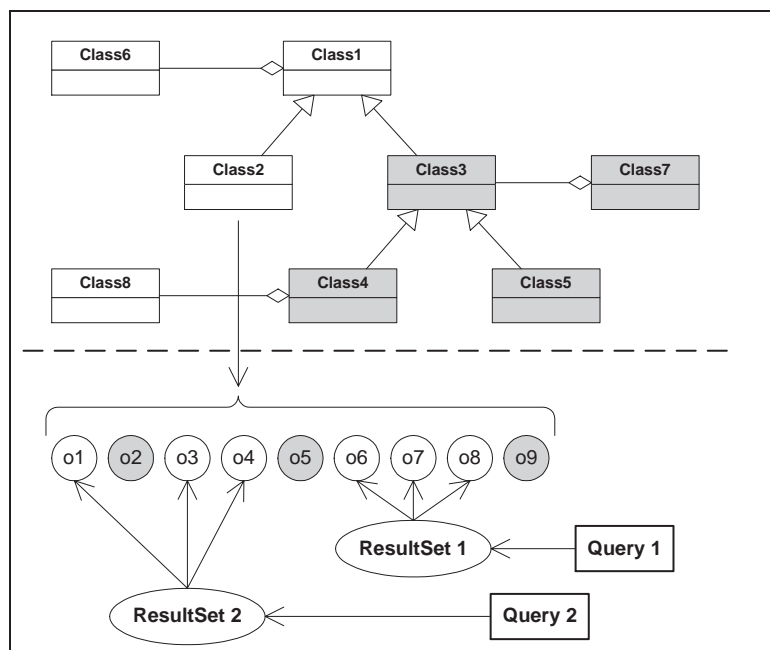 Class6
Class1
Class2
Class3
Class7
Class8
Class4
Class5
o1 o2 o3 o4 o5 o6 o7 o8 o9
ResultSet 1
Query 1
ResultSet 2
Query 2